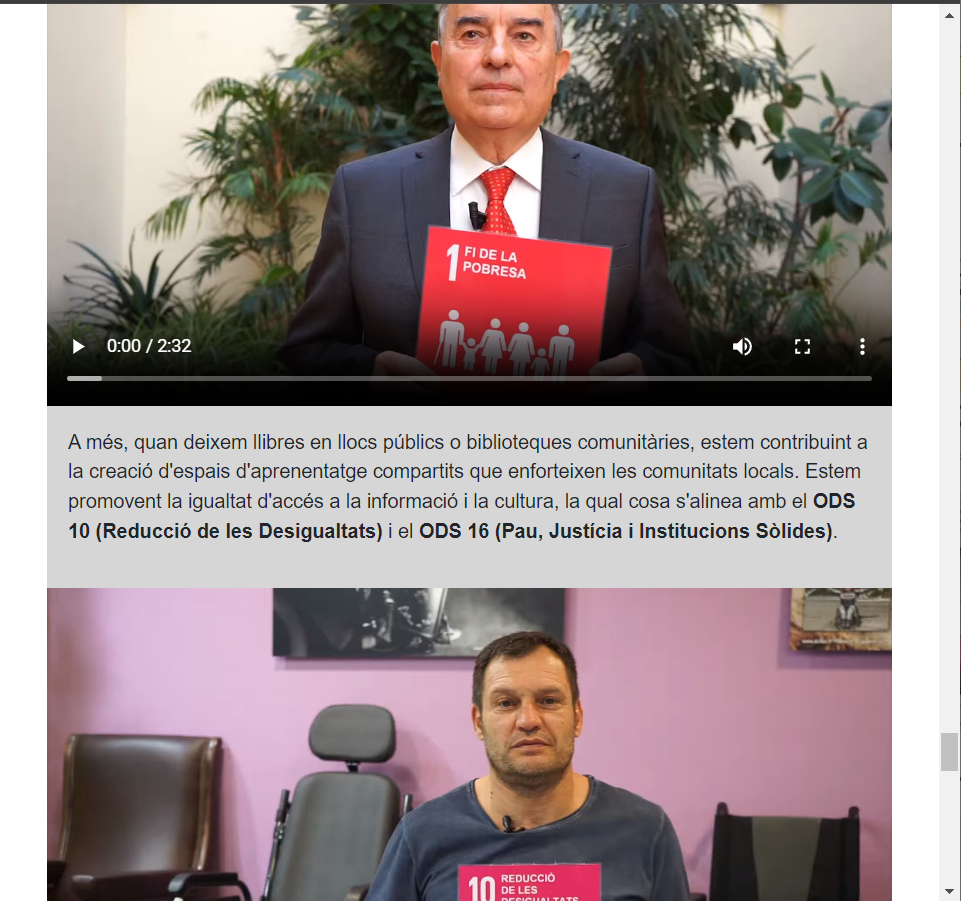 1 FI DE LA
POBRESA
0:00 / 2:32
A més, quan deixem llibres en llocs públics o biblioteques comunitàries, estem contribuint a
la creació d'espais d'aprenentatge compartits que enforteixen les comunitats locals. Estem
promovent la igualtat d'accés a la informació i la cultura, la qual cosa s'alinea amb el ODS
10 (Reducció de les Desigualtats) i el ODS 16 (Pau, Justícia i Institucions Sòlides).
10 REDUCCIÓ
DE LES
DESIGUALTATS